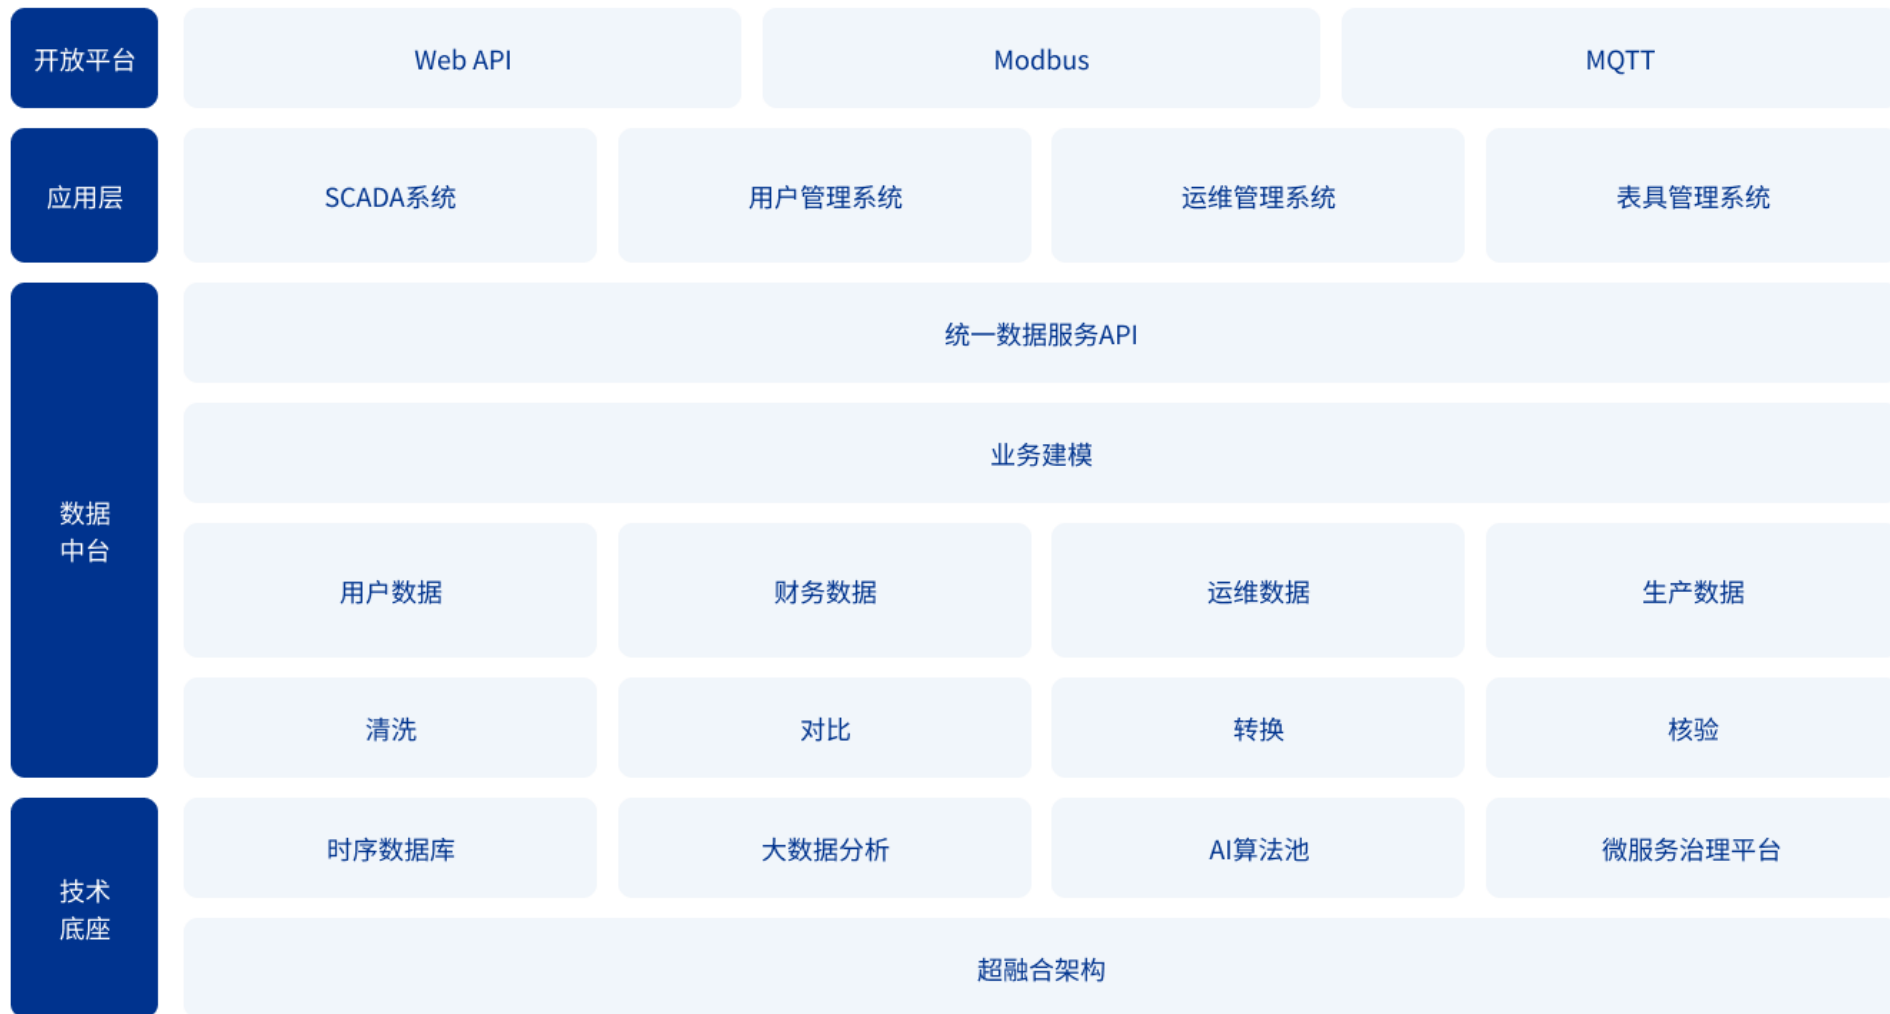 开放平台
Web API
Modbus
MQTT
应用层
SCADA系统
用户管理系统
运维管理系统
表具管理系统
统一数据服务API
业务建模
数据
中台
用户数据
财务数据
运维数据
生产数据
清洗
对比
转换
核验
时序数据库
大数据分析
AI算法池
微服务治理平台
技术
底座
超融合架构